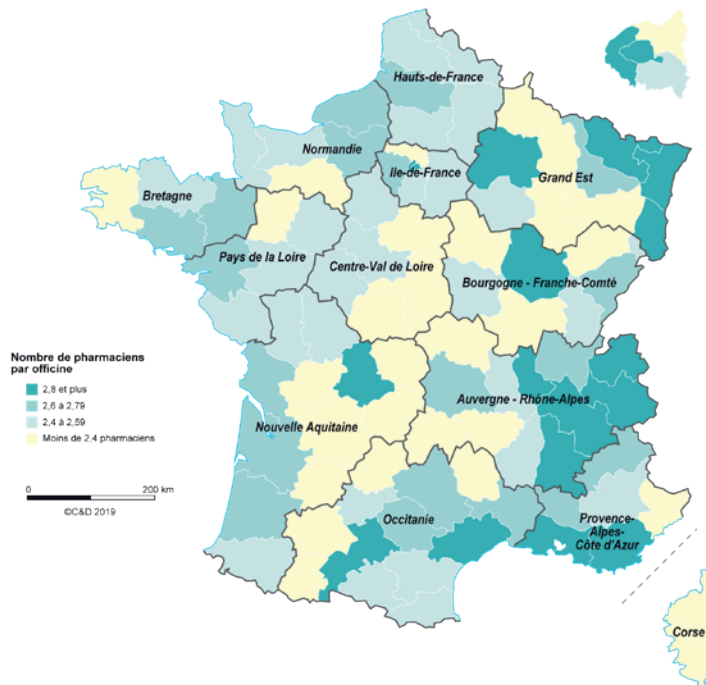 Hauts-de-France
Normandie
Ile-de-France
Grand Est
Bretagne
Pays de la Loire
Centre-Val de Loire
Bourgogne - Franche-Comté
Nombre de pharmaciens
par officine
2,8 et plus
2,6 à 2,79
2,4 à 2,59
Moins de 2,4 pharmaciens
Auvergne - Rhône-Alpes
Nouvelle Aquitaine
0 200 km
©C&D 2019
Occitanie
Provence-
Alpes-
Côte d'Azur
Corse